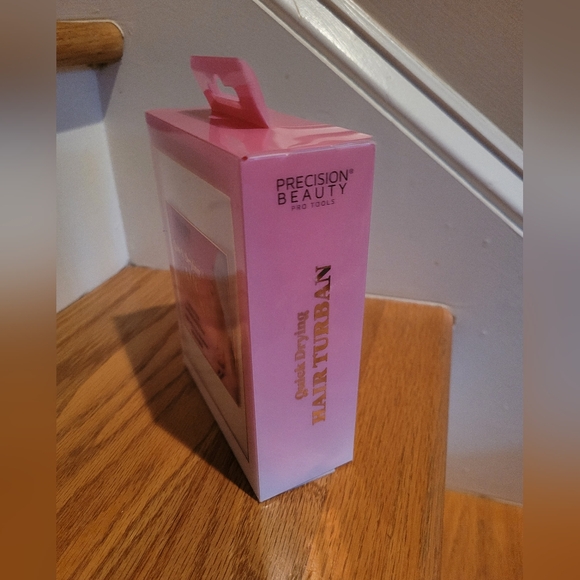 PRECISION®
BEAUTY
PRO TOOLS
Quick Drying
HAIR TURBAN